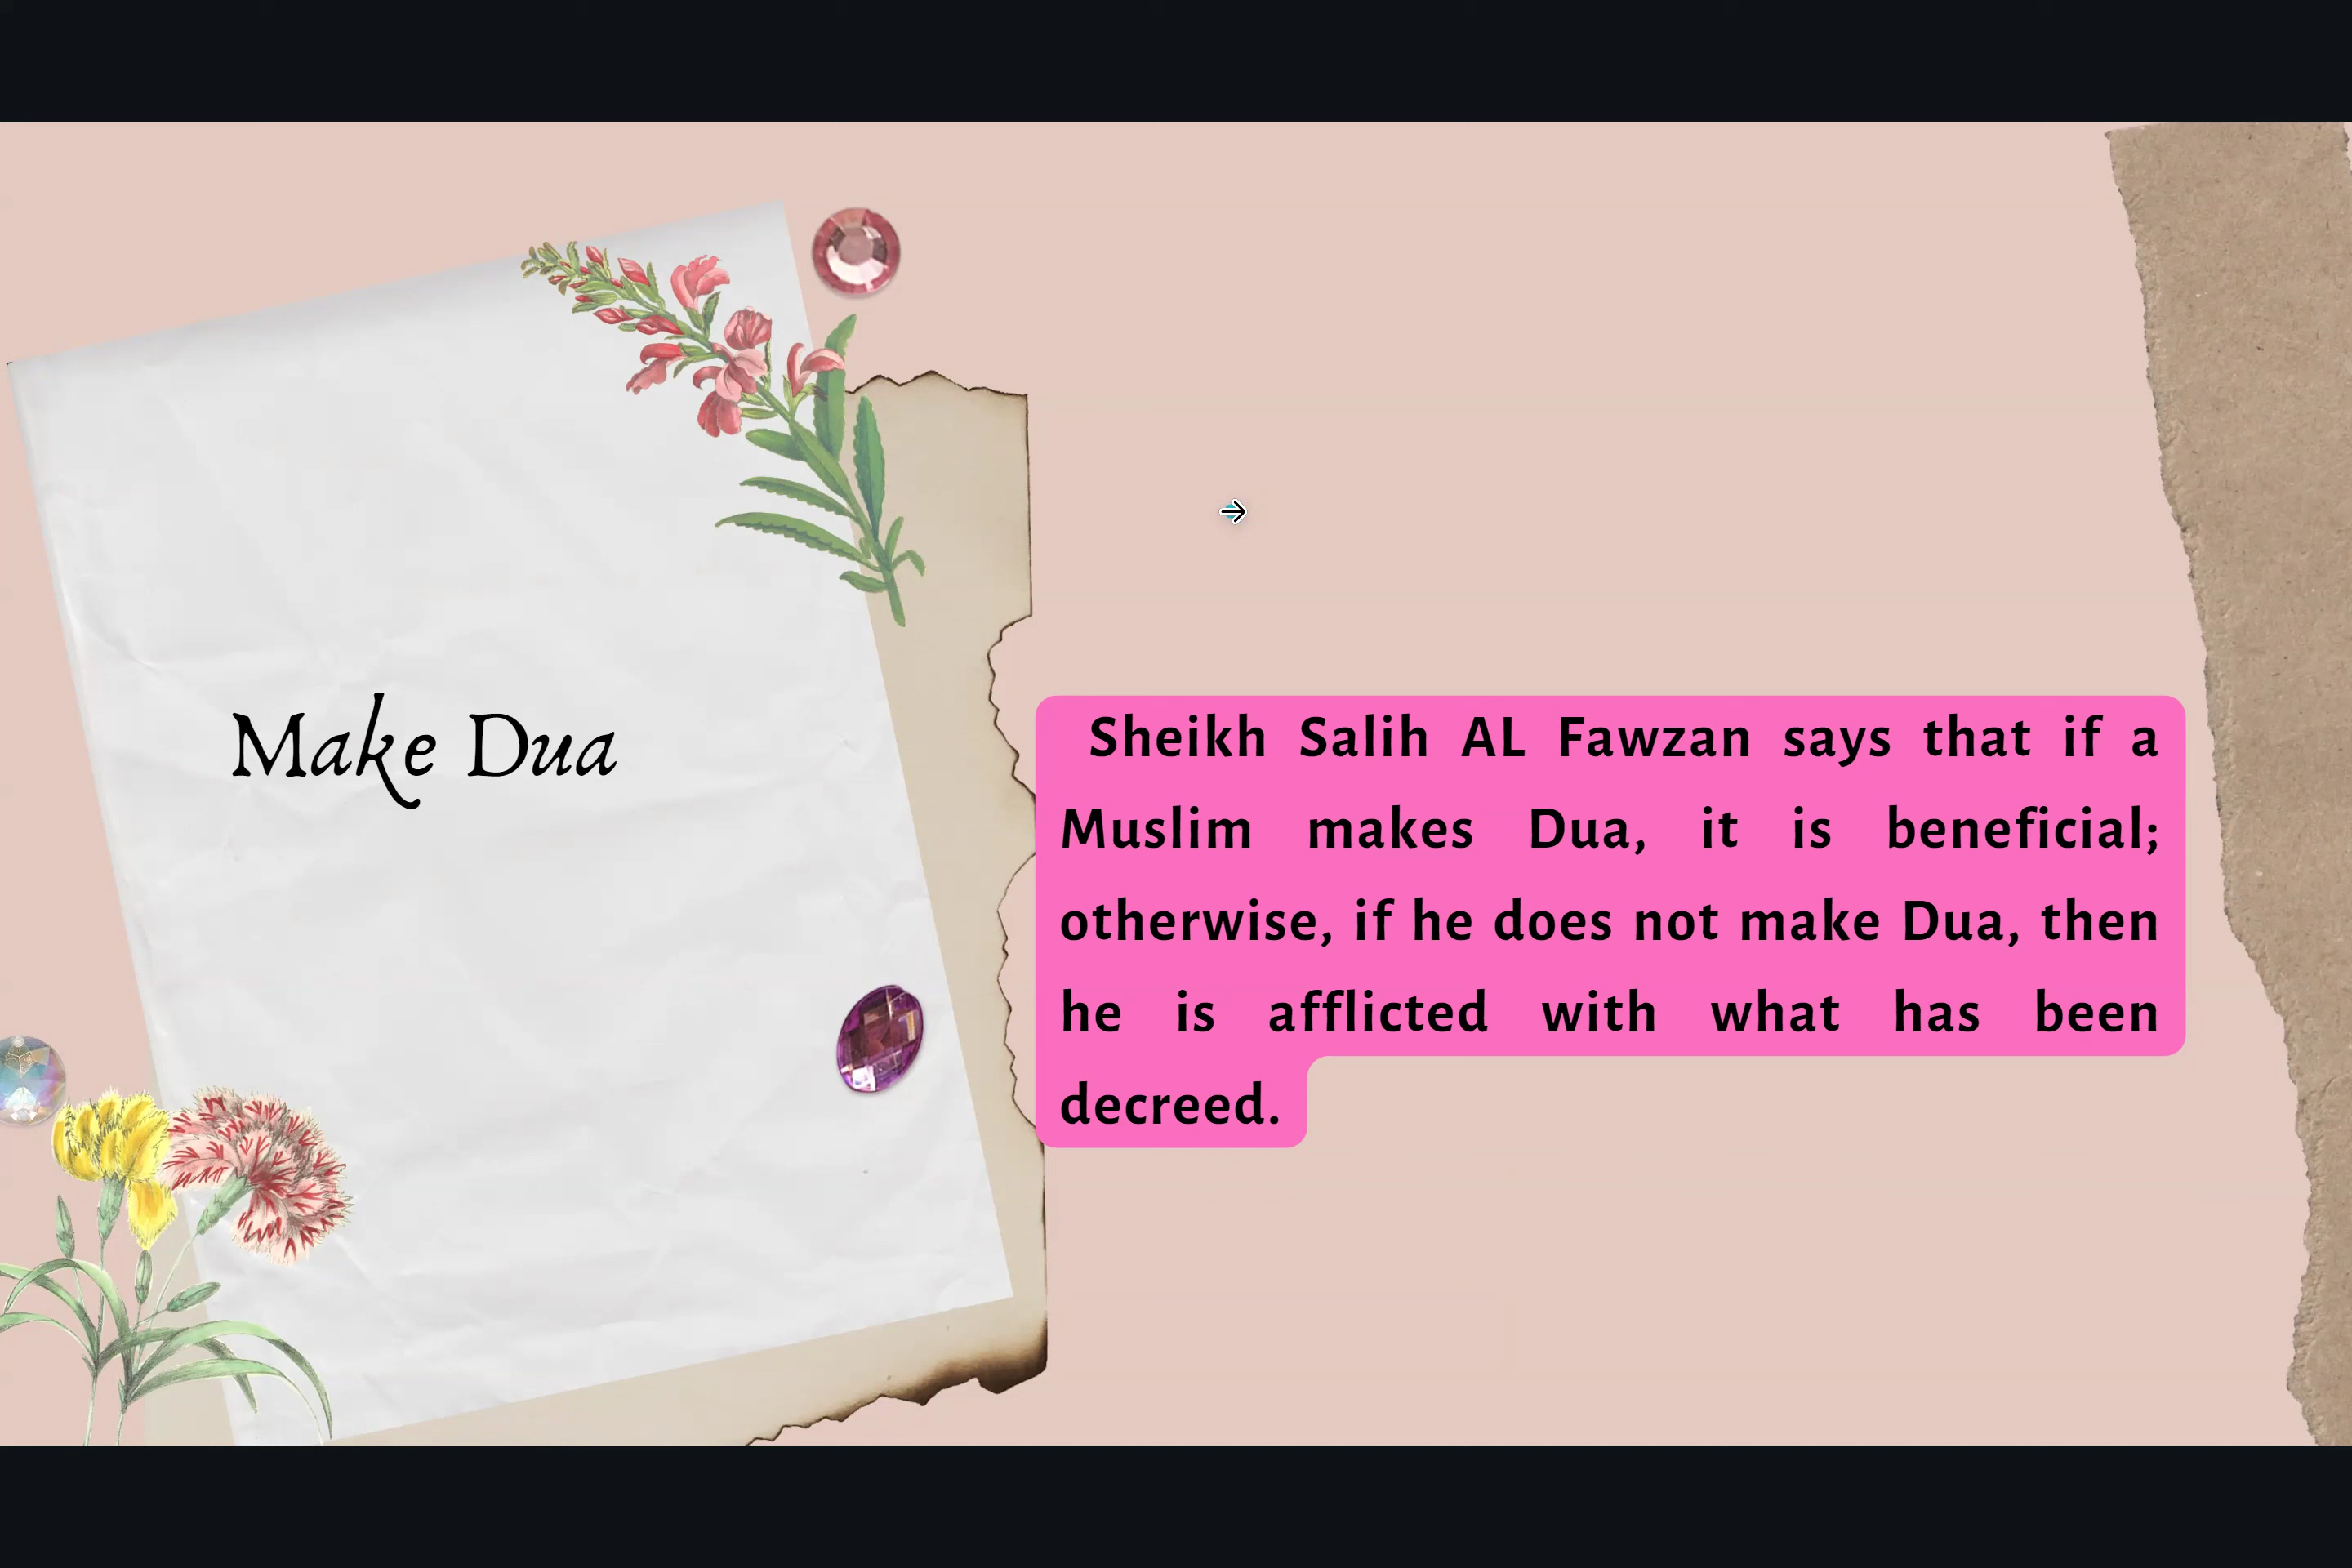 Make Dua
Sheikh Salih AL Fawzan says that if a
Muslim makes Dua, it is beneficial;
otherwise, if he does not make Dua, then
he is afflicted with what has been
decreed.